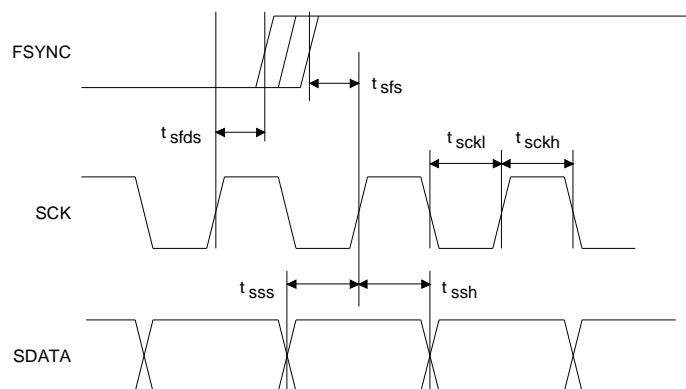 FSYNC
t sfs
t sfds
t sckl
t sckh
SCK
t sss
t ssh
SDATA